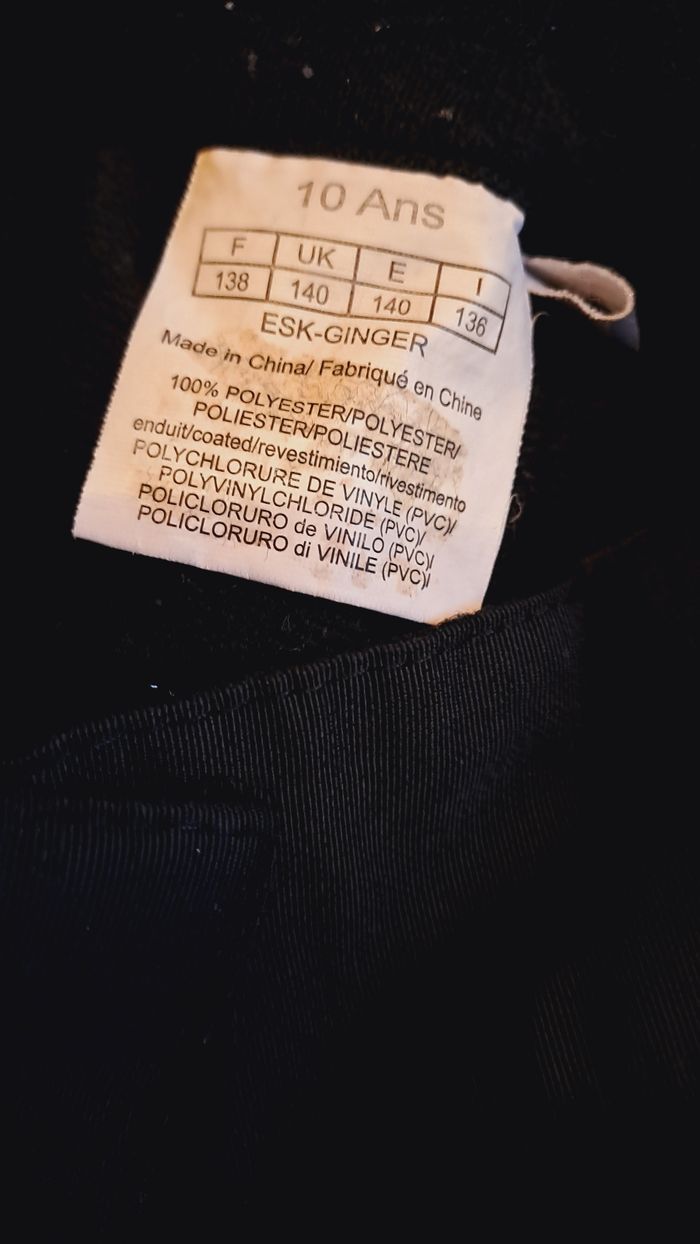 10 Ans
F UK E I
138 140 140 136
ESK-GINGER
Made in China/ Fabriqué en Chine
100% POLYESTER/POLYESTER/
POLIESTER/POLIESTERE
enduit/coated/revestimiento/rivestimento
POLYCHLORURE DE VINYLE (PVC)/
POLYVINYLCHLORIDE (PVC)/
POLICLORURO de VINILO (PVC)/
POLICLORURO di VINILE (PVC)/